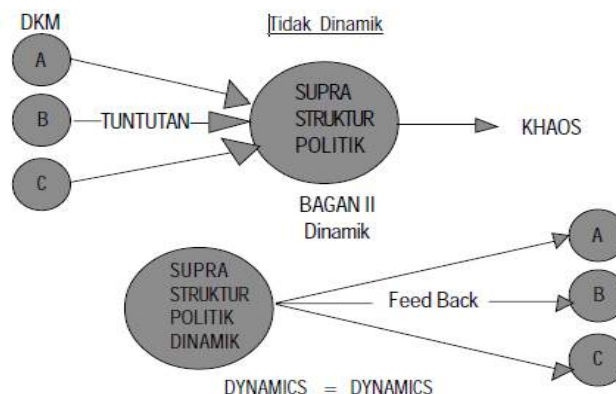 DKM
Tidak Dinamik
A
B
C
TUNTUTAN
SUPRA
STRUKTUR
POLITIK
KHAOS
BAGAN II
Dinamik
SUPRA
STRUKTUR
POLITIK
DINAMIK
Feed Back
A
B
C
DYNAMICS = DYNAMICS